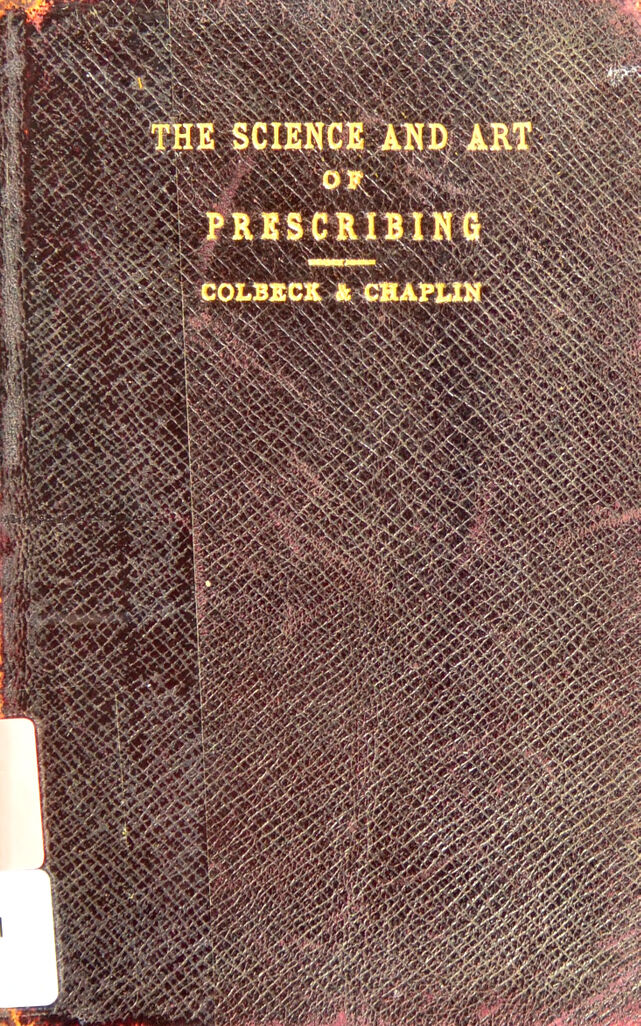 THE SCIENCE AND ART
OF
PRESCRIBING
COLBECK & CHAPLIN